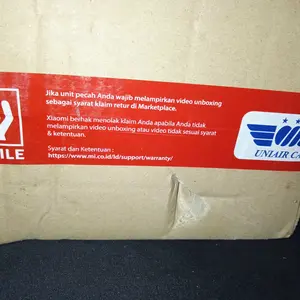 Jika unit pecah Anda wajib melampirkan video unboxing
sebagai syarat klaim retur di Marketplace.
Xiaomi berhak menolak klaim Anda apabila Anda tidak
melampirkan video unboxing atau video tidak sesuai syarat
& ketentuan.
Syarat dan Ketentuan :
https://www.mi.co.id/id/support/warranty/
ILE
UNIAIR CA